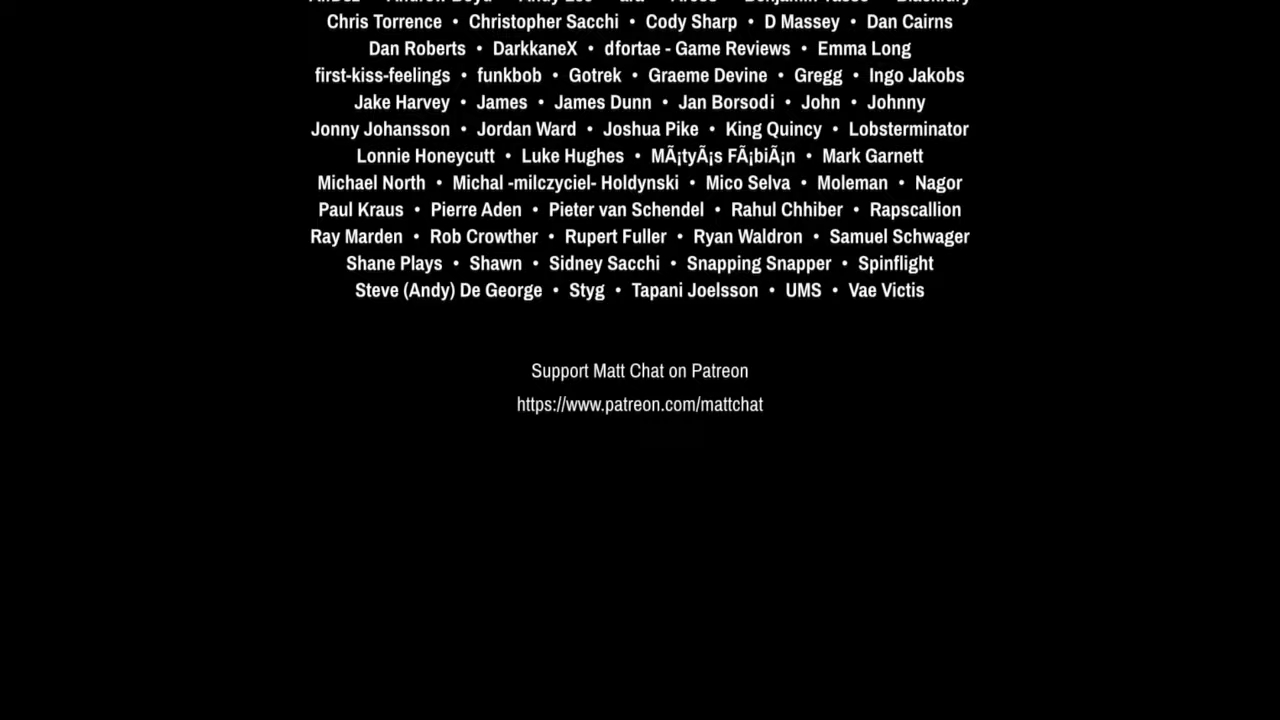 Chris Torrence • Christopher Sacchi • Cody Sharp • D Massey • Dan Cairns
Dan Roberts • DarkkaneX • dfortae - Game Reviews • Emma Long
first-kiss-feelings • funkbob • Gotrek • Graeme Devine • Gregg • Ingo Jakobs
Jake Harvey • James • James Dunn • Jan Borsodi • John • Johnny
Jonny Johansson • Jordan Ward • Joshua Pike • King Quincy • Lobsterminator
Lonnie Honeycutt • Luke Hughes • MÃ¡tyÃ¡s FÃ¡biÃ¡n • Mark Garnett
Michael North • Michal -milczyciel- Holdynski • Mico Selva • Moleman • Nagor
Paul Kraus • Pierre Aden • Pieter van Schendel • Rahul Chhiber • Rapscallion
Ray Marden • Rob Crowther • Rupert Fuller • Ryan Waldron • Samuel Schwager
Shane Plays • Shawn • Sidney Sacchi • Snapping Snapper • Spinflight
Steve (Andy) De George • Styg • Tapani Joelsson • UMS • Vae Victis
Support Matt Chat on Patreon
https://www.patreon.com/mattchat